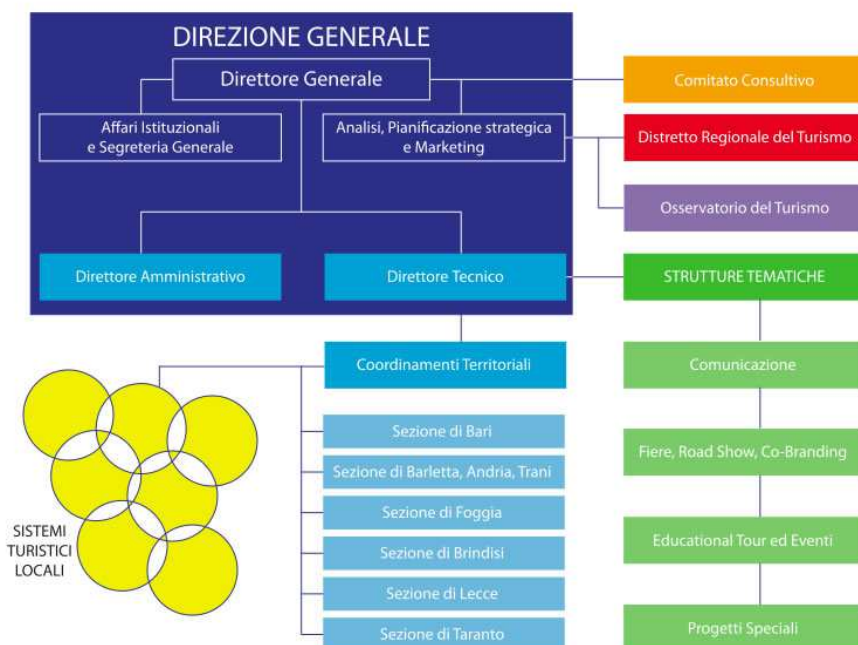 DIREZIONE GENERALE
Direttore Generale
Comitato Consultivo
Affari Istituzionali
e Segreteria Generale
Analisi, Pianificazione strategica
e Marketing
Distretto Regionale del Turismo
Osservatorio del Turismo
Direttore Amministrativo
Direttore Tecnico
STRUTTURE TEMATICHE
Coordinamenti Territoriali
Comunicazione
Sezione di Bari
Fiere, Road Show, Co-Branding
Sezione di Barletta, Andria, Trani
Sezione di Foggia
SISTEMI
TURISTICI
LOCALI
Educational Tour ed Eventi
Sezione di Brindisi
Sezione di Lecce
Sezione di Taranto
Progetti Speciali